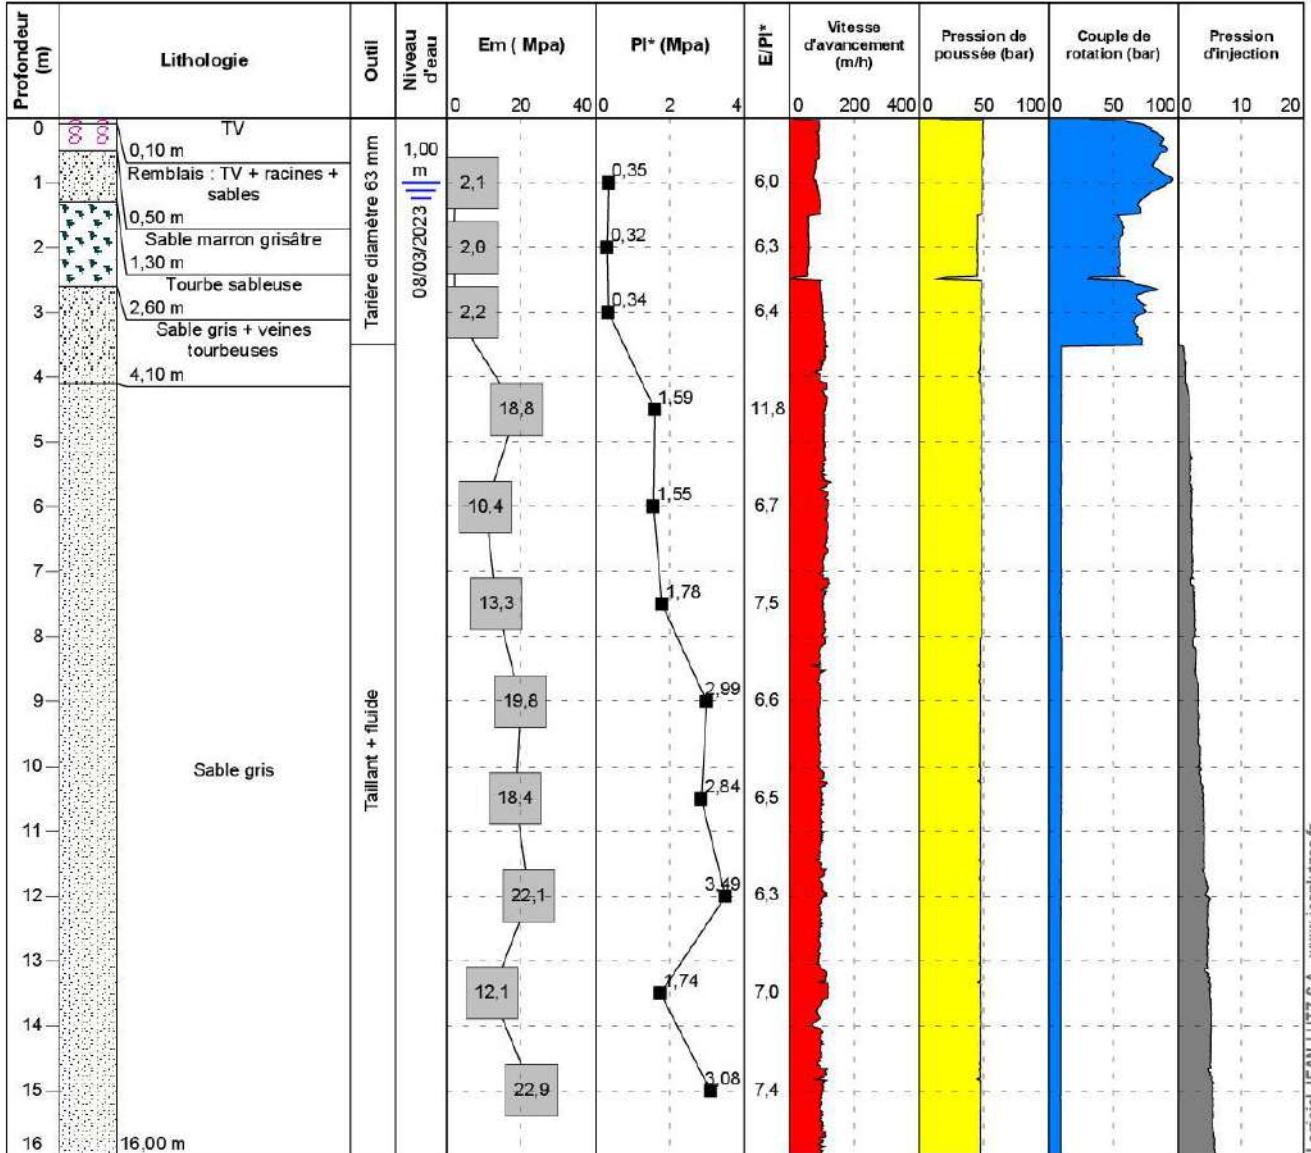 Profondeur
(m)
Lithologie
Outil
Niveau
d'eau
Em ( Mpa)
0 20 40
Pl* (Mpa)
0 2 4
E/Pl*
Vitesse
d'avancement
(m/h)
0 200 400
Pression de
poussée (bar)
0 50 100
Couple de
rotation (bar)
0 50 100
Pression
d'injection
0 10 20
0
1
2
3
4
5
6
7
8
9
10
11
12
13
14
15
16
TV
0,10 m
Remblais : TV + racines +
sables
0,50 m
Sable marron grisâtre
1,30 m
Tourbe sableuse
2,60 m
Sable gris + veines
tourbeuses
4,10 m
Sable gris
16,00 m
Tarière diamètre 63 mm
Taillant + fluide
1,00
m
08/03/2023
2,1
2,0
2,2
18,8
10,4
13,3
19,8
18,4
22,1
12,1
22,9
0,35
0,32
0,34
1,59
1,55
1,78
2,99
2,84
3,49
1,74
3,08
6,0
6,3
6,4
11,8
6,7
7,5
6,6
6,5
6,3
7,0
7,4
JEAN LUTZ S.A.